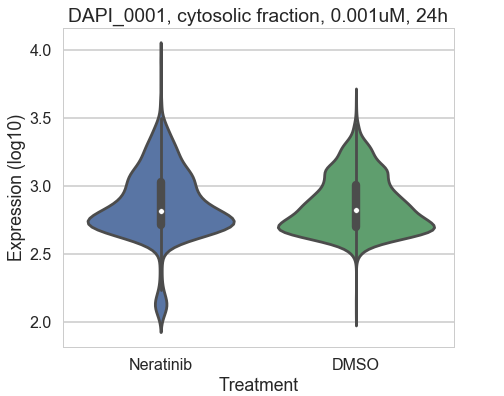 DAPI_0001, cytosolic fraction, 0.001uM, 24h
4.0
3.5
3.0
2.5
2.0
Expression (log10)
Neratinib
DMSO
Treatment